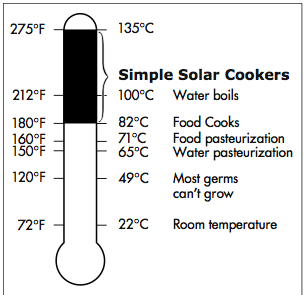 275°F 135°C
Simple Solar Cookers
212°F 100°C Water boils
180°F 82°C Food Cooks
160°F 71°C Food pasteurization
150°F 65°C Water pasteurization
120°F 49°C Most germs
can't grow
72°F 22°C Room temperature